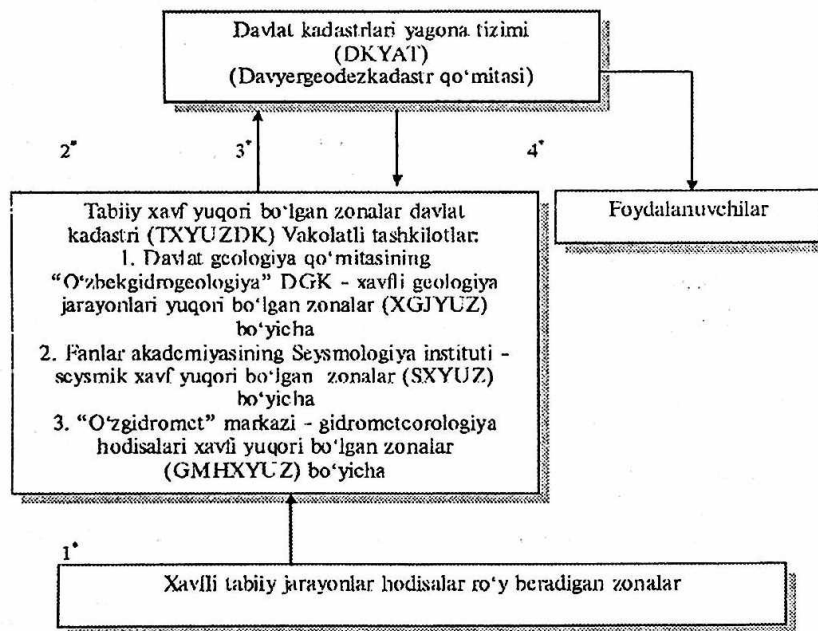 Davlat kadastrlari yagona tizimi
(DKYAT)
(Davyergeodezkadastr qo‘mitasi)
2*
3*
4*
Tabiiy xavf yuqori bo‘lgan zonalar davlat
kadastri (TXYUZDK) Vakolatli tashkilotlar:
1. Davlat geologiya qo‘mitasining
“O‘zbekgidrogeologiya” DGK - xavfli geologiya
jarayonlari yuqori bo‘lgan zonalar (XGJYUZ)
bo‘yicha
2. Fanlar akademiyasining Seysmologiya instituti -
seysmik xavf yuqori bo‘lgan zonalar (SXYUZ)
bo‘yicha
3. “O‘zgidromet” markazi - gidrometeorologiya
hodisalari xavfli yuqori bo‘lgan zonalar
(GMHXYUZ) bo‘yicha
Foydalanuvchilar
1*
Xavfli tabiiy jarayonlar hodisalar ro‘y beradigan zonalar